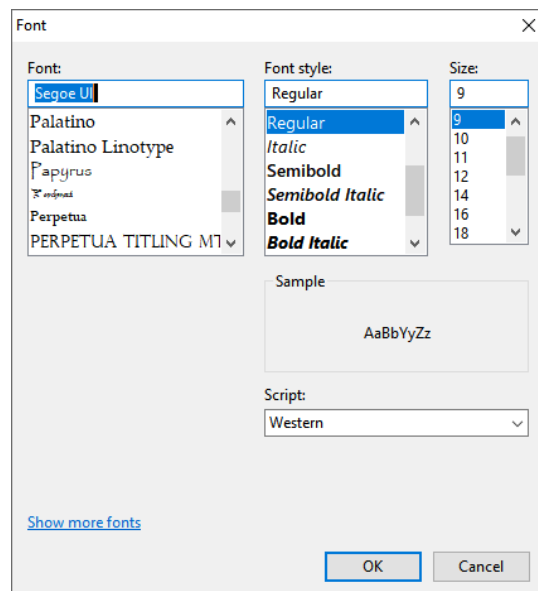 Font
Font: Font style: Size:
Segoe UI Regular 9
Palatino
Palatino Linotype
Papyrus
Perpetua
PERPETUA TITLING MT
Regular
Italic
Semibold
Semibold Italic
Bold
Bold Italic
9
10
11
12
14
16
18
Sample
AaBbYyZz
Script:
Western
Show more fonts
OK Cancel